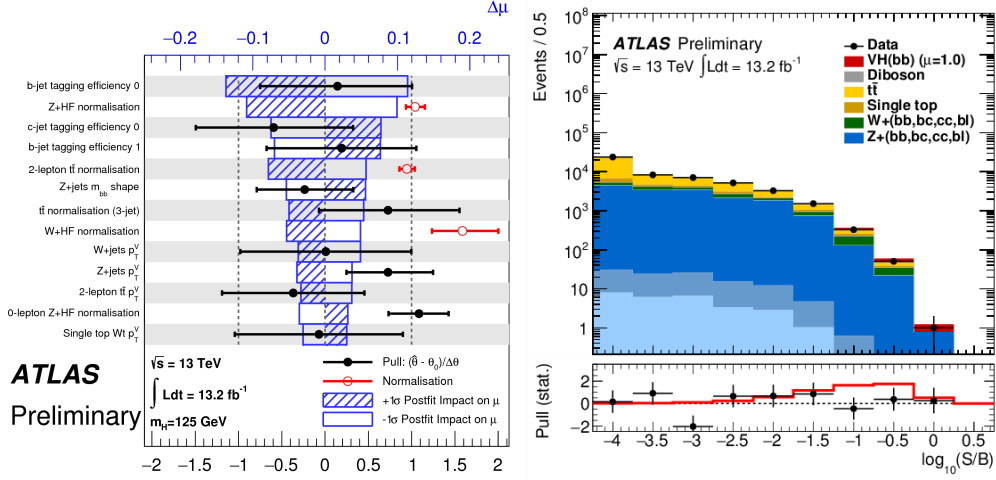 Δμ
−0.2 −0.1 0 0.1 0.2
b-jet tagging efficiency 0
Z+HF normalisation
c-jet tagging efficiency 0
b-jet tagging efficiency 1
2-lepton tt̄ normalisation
Z+jets m_bb shape
tt̄ normalisation (3-jet)
W+HF normalisation
W+jets p_T^V
Z+jets p_T^V
2-lepton tt̄ p_T^V
0-lepton Z+HF normalisation
Single top Wt p_T^V
ATLAS
Preliminary
√s = 13 TeV
∫ Ldt = 13.2 fb⁻¹
m_H=125 GeV
Pull: (θ̂ - θ₀)/Δθ
Normalisation
+1σ Postfit Impact on μ
-1σ Postfit Impact on μ
−2 −1.5 −1 −0.5 0 0.5 1 1.5 2
Events / 0.5
10⁸
10⁷
10⁶
10⁵
10⁴
10³
10²
10
1
ATLAS Preliminary
√s = 13 TeV ∫Ldt = 13.2 fb⁻¹
Data
VH(bb) (μ=1.0)
Diboson
tt̄
Single top
W+(bb,bc,cc,bl)
Z+(bb,bc,cc,bl)
Pull (stat.)
2
0
−2
−4 −3.5 −3 −2.5 −2 −1.5 −1 −0.5 0 0.5
log₁₀(S/B)